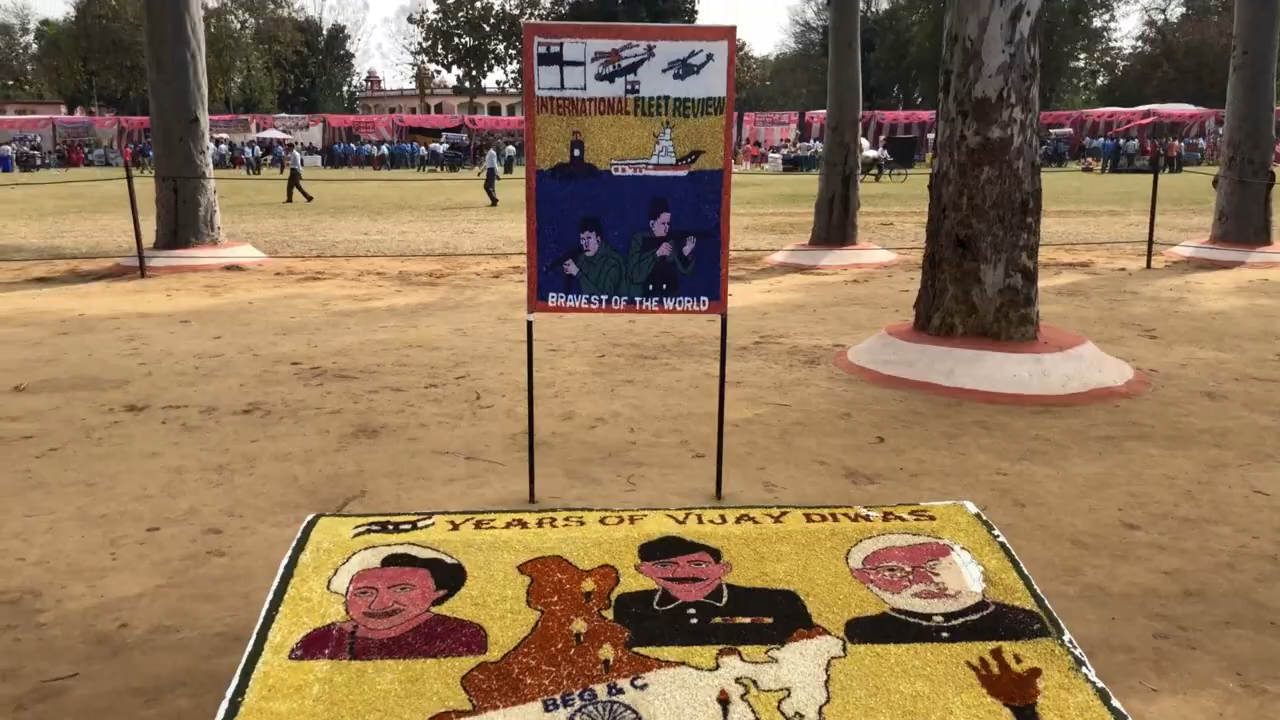 INTERNATIONAL FLEET REVIEW
BRAVEST OF THE WORLD
YEARS OF VIJAY DIWAS
BEG & C